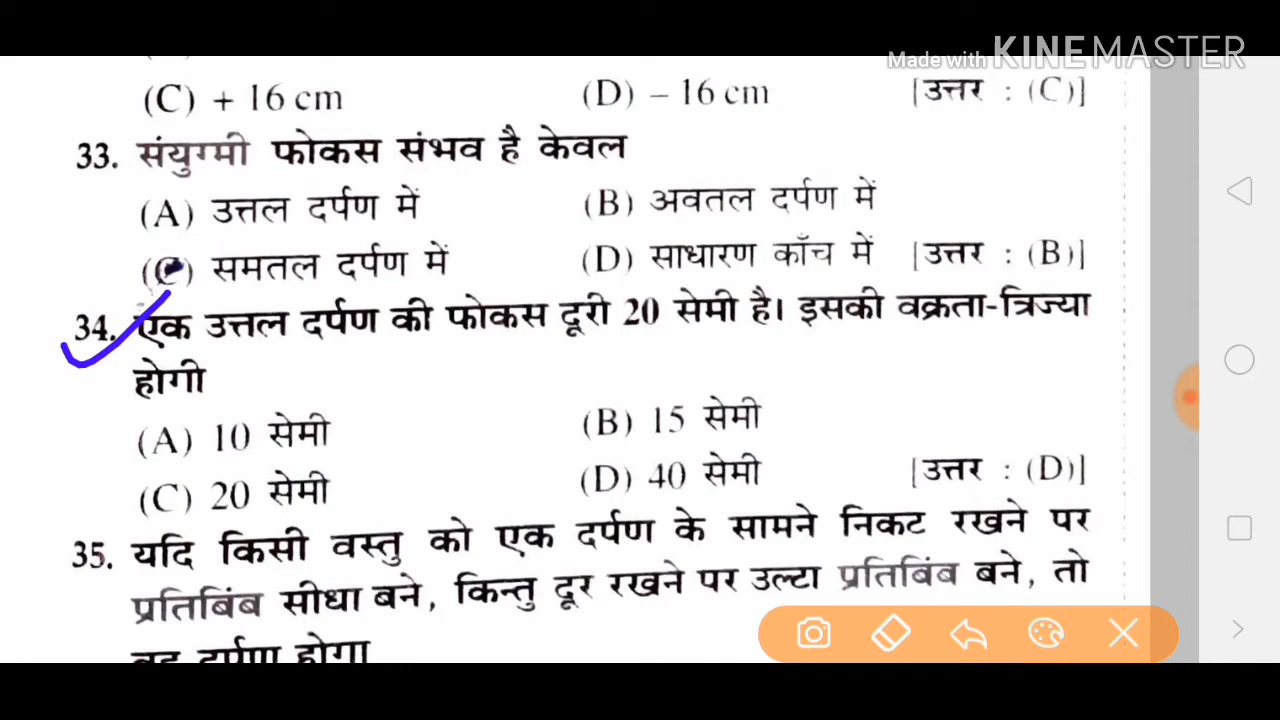 Made with KINEMASTER
(C) + 16 cm (D) – 16 cm [उत्तर : (C)]
33. संयुग्मी फोकस संभव है केवल
(A) उत्तल दर्पण में (B) अवतल दर्पण में
(C) समतल दर्पण में (D) साधारण काँच में [उत्तर : (B)]
34. एक उत्तल दर्पण की फोकस दूरी 20 सेमी है। इसकी वक्रता-त्रिज्या
होगी
(A) 10 सेमी (B) 15 सेमी
(C) 20 सेमी (D) 40 सेमी [उत्तर : (D)]
35. यदि किसी वस्तु को एक दर्पण के सामने निकट रखने पर
प्रतिबिंब सीधा बने, किन्तु दूर रखने पर उल्टा प्रतिबिंब बने, तो
वह दर्पण होगा